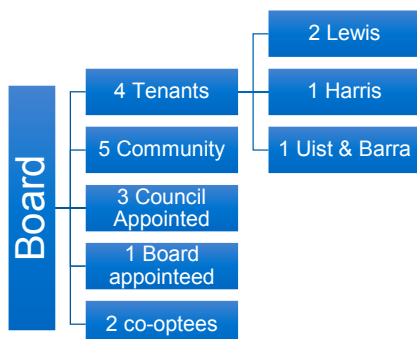 Board
4 Tenants
2 Lewis
1 Harris
1 Uist & Barra
5 Community
3 Council
Appointed
1 Board
appointeed
2 co-optees